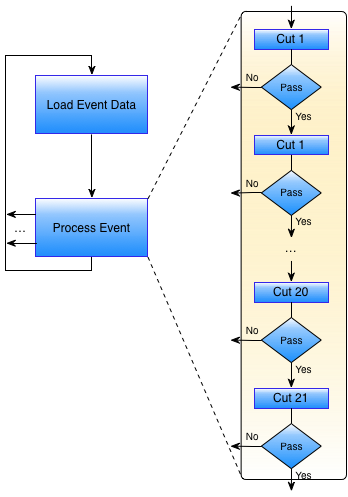 Load Event Data
Process Event
...
Cut 1
Pass
No
Yes
Cut 1
Pass
No
Yes
...
Cut 20
Pass
No
Yes
Cut 21
Pass
No
Yes